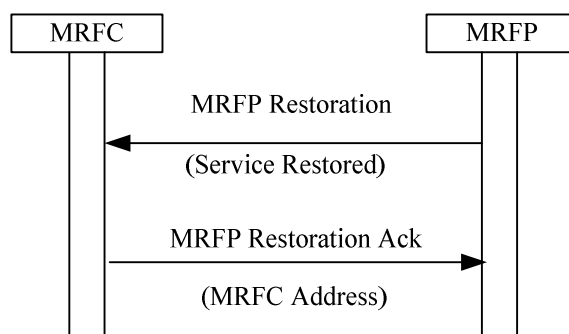 MRFC
MRFP
MRFP Restoration
(Service Restored)
MRFP Restoration Ack
(MRFC Address)